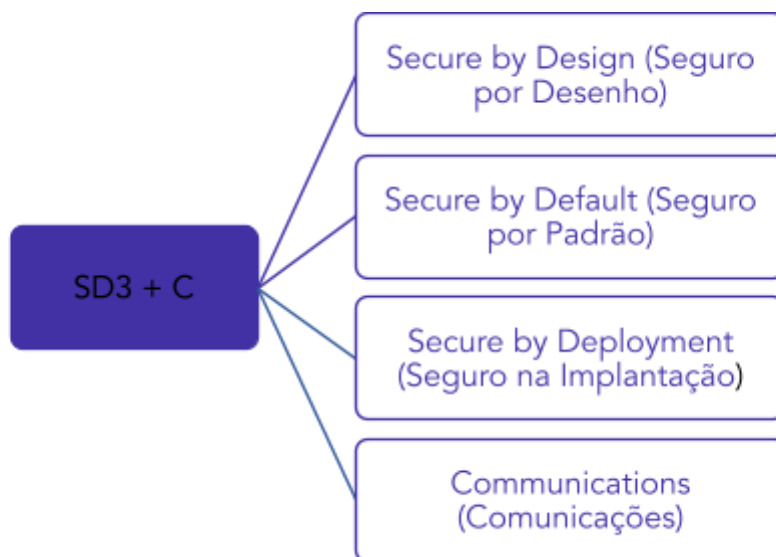 Secure by Design (Seguro
por Desenho)
Secure by Default (Seguro
por Padrão)
SD3 + C
Secure by Deployment
(Seguro na Implantação)
Communications
(Comunicações)